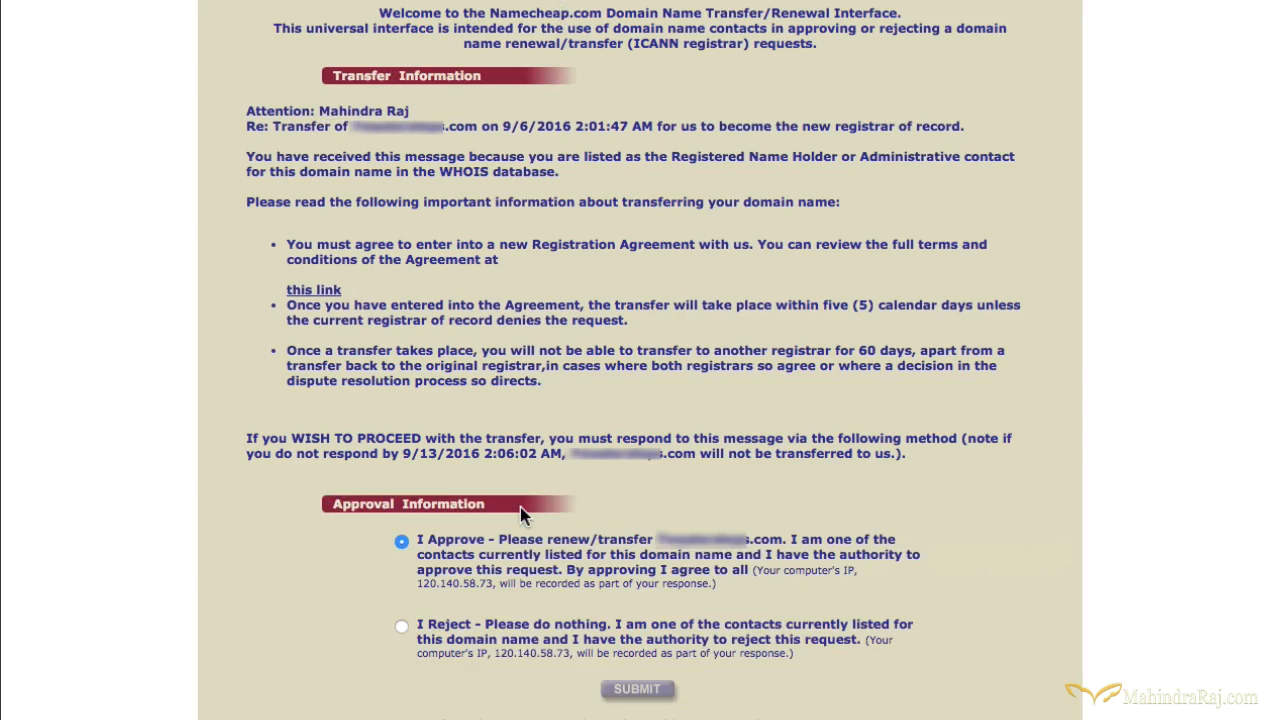 Welcome to the Namecheap.com Domain Name Transfer/Renewal Interface.
This universal interface is intended for the use of domain name contacts in approving or rejecting a domain
name renewal/transfer (ICANN registrar) requests.
Transfer Information
Attention: Mahindra Raj
Re: Transfer of s.com on 9/6/2016 2:01:47 AM for us to become the new registrar of record.
You have received this message because you are listed as the Registered Name Holder or Administrative contact
for this domain name in the WHOIS database.
Please read the following important information about transferring your domain name:
• You must agree to enter into a new Registration Agreement with us. You can review the full terms and
conditions of the Agreement at
this link
• Once you have entered into the Agreement, the transfer will take place within five (5) calendar days unless
the current registrar of record denies the request.
• Once a transfer takes place, you will not be able to transfer to another registrar for 60 days, apart from a
transfer back to the original registrar,in cases where both registrars so agree or where a decision in the
dispute resolution process so directs.
If you WISH TO PROCEED with the transfer, you must respond to this message via the following method (note if
you do not respond by 9/13/2016 2:06:02 AM, s.com will not be transferred to us.).
Approval Information
I Approve - Please renew/transfer s.com. I am one of the
contacts currently listed for this domain name and I have the authority to
approve this request. By approving I agree to all (Your computer's IP,
120.140.58.73, will be recorded as part of your response.)
I Reject - Please do nothing. I am one of the contacts currently listed for
this domain name and I have the authority to reject this request. (Your
computer's IP, 120.140.58.73, will be recorded as part of your response.)
SUBMIT
MahindraRaj.com